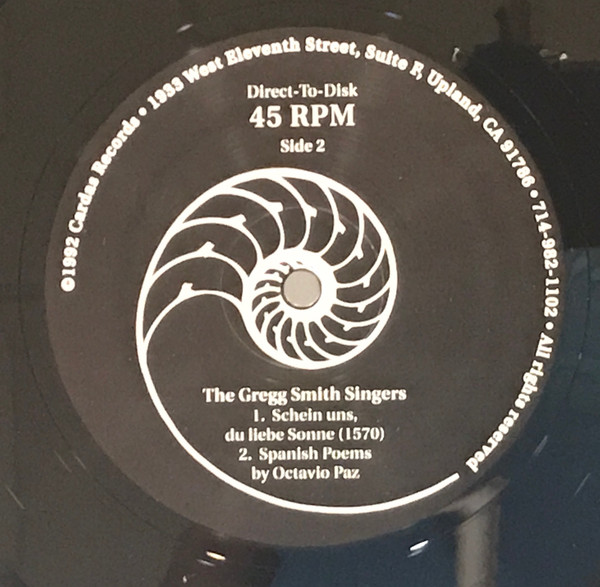 ©1992 Cardas Records • 1933 West Eleventh Street, Suite F, Upland, CA 91786 • 714-982-1102 • All rights reserved
Direct-To-Disk
45 RPM
Side 2
The Gregg Smith Singers
1. Schein uns,
du liebe Sonne (1570)
2. Spanish Poems
by Octavio Paz